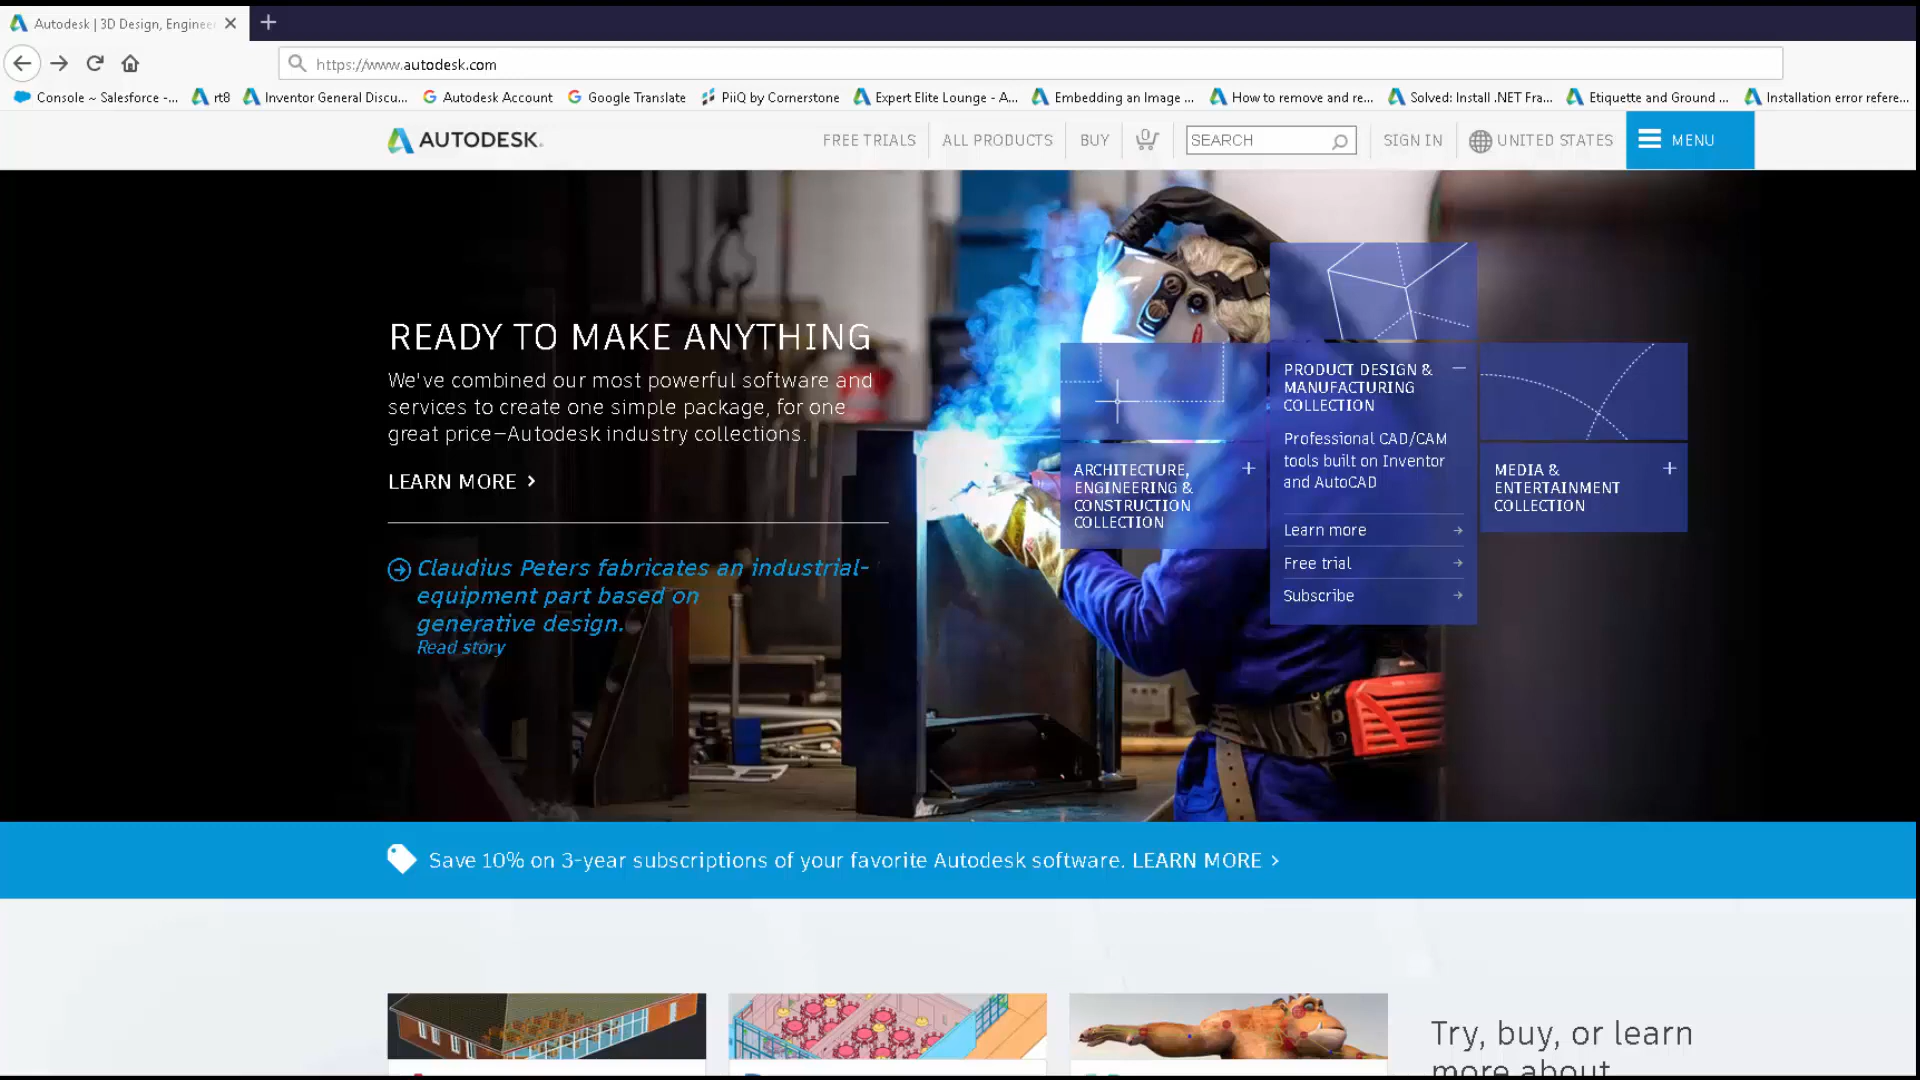 Autodesk | 3D Design, Enginee
https://www.autodesk.com
Console ~ Salesforce -...
rt8
Inventor General Discu...
Autodesk Account
Google Translate
PiiQ by Cornerstone
Expert Elite Lounge - A...
Embedding an Image ...
How to remove and re...
Solved: Install .NET Fra...
Etiquette and Ground ...
Installation error refere...
AUTODESK.
FREE TRIALS
ALL PRODUCTS
BUY
0
SEARCH
SIGN IN
UNITED STATES
MENU
READY TO MAKE ANYTHING
We've combined our most powerful software and
services to create one simple package, for one
great price—Autodesk industry collections.
LEARN MORE
Claudius Peters fabricates an industrial-
equipment part based on
generative design.
Read story
ARCHITECTURE,
ENGINEERING &
CONSTRUCTION
COLLECTION
PRODUCT DESIGN &
MANUFACTURING
COLLECTION
Professional CAD/CAM
tools built on Inventor
and AutoCAD
Learn more
Free trial
Subscribe
MEDIA &
ENTERTAINMENT
COLLECTION
Save 10% on 3-year subscriptions of your favorite Autodesk software. LEARN MORE
Try, buy, or learn
more about